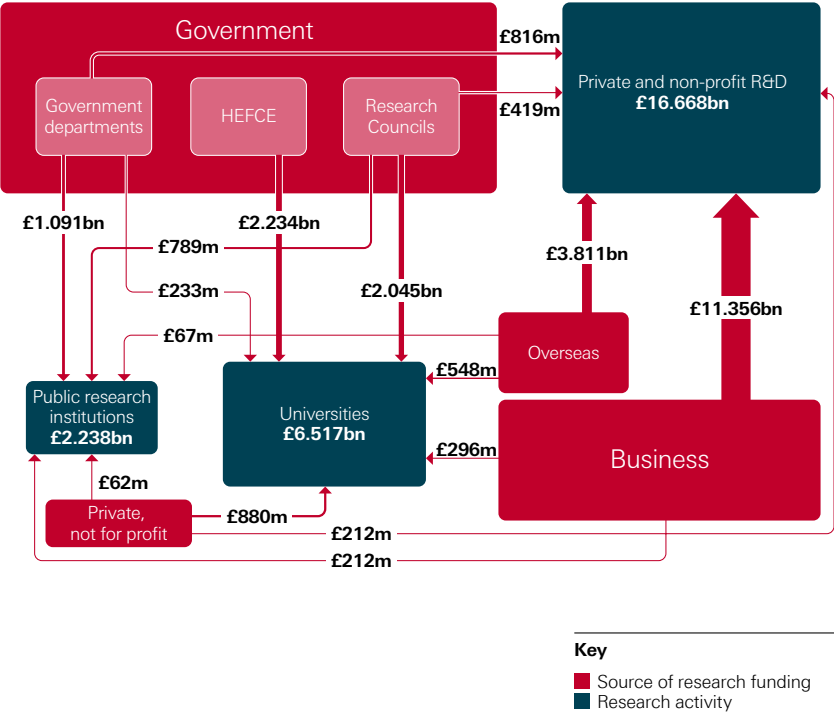 Government
£816m
Private and non-profit R&D
£16.668bn
Government
departments
HEFCE
Research
Councils
£419m
£1.091bn
£2.234bn
£789m
£3.811bn
£233m
£2.045bn
£11.356bn
£67m
Overseas
£548m
Public research
institutions
£2.238bn
Universities
£6.517bn
£296m
Business
£62m
Private,
not for profit
£880m
£212m
£212m
Key
Source of research funding
Research activity